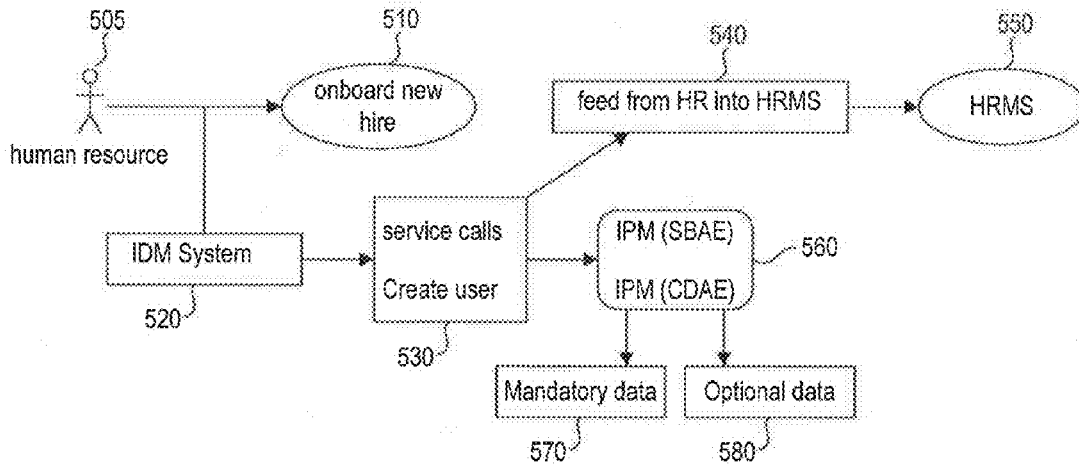 505
510
540
550
onboard new
hire
feed from HR into HRMS
HRMS
human resource
IDM System
520
service calls
Create user
530
IPM (SBAE)
IPM (CDAE)
560
Mandatory data
570
Optional data
580